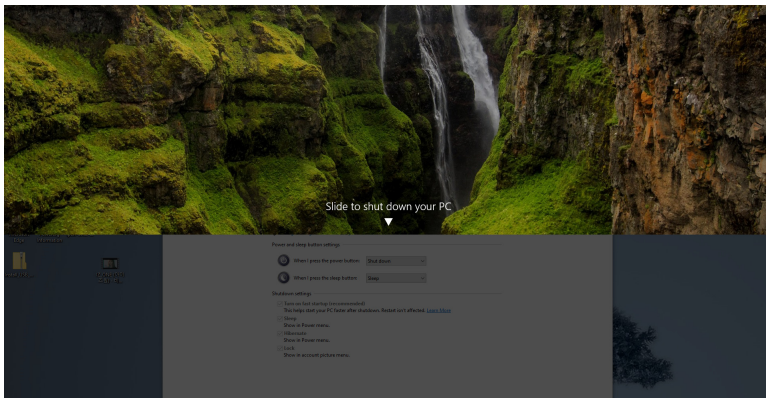 Slide to shut down your PC
Power and sleep button settings
When I press the power button: Shut down
When I press the sleep button: Sleep
Shutdown settings
Turn on fast startup (recommended)
This helps start your PC faster after shutdown. Restart isn't affected. Learn More
Sleep
Show in Power menu.
Hibernate
Show in Power menu.
Lock
Show in account picture menu.